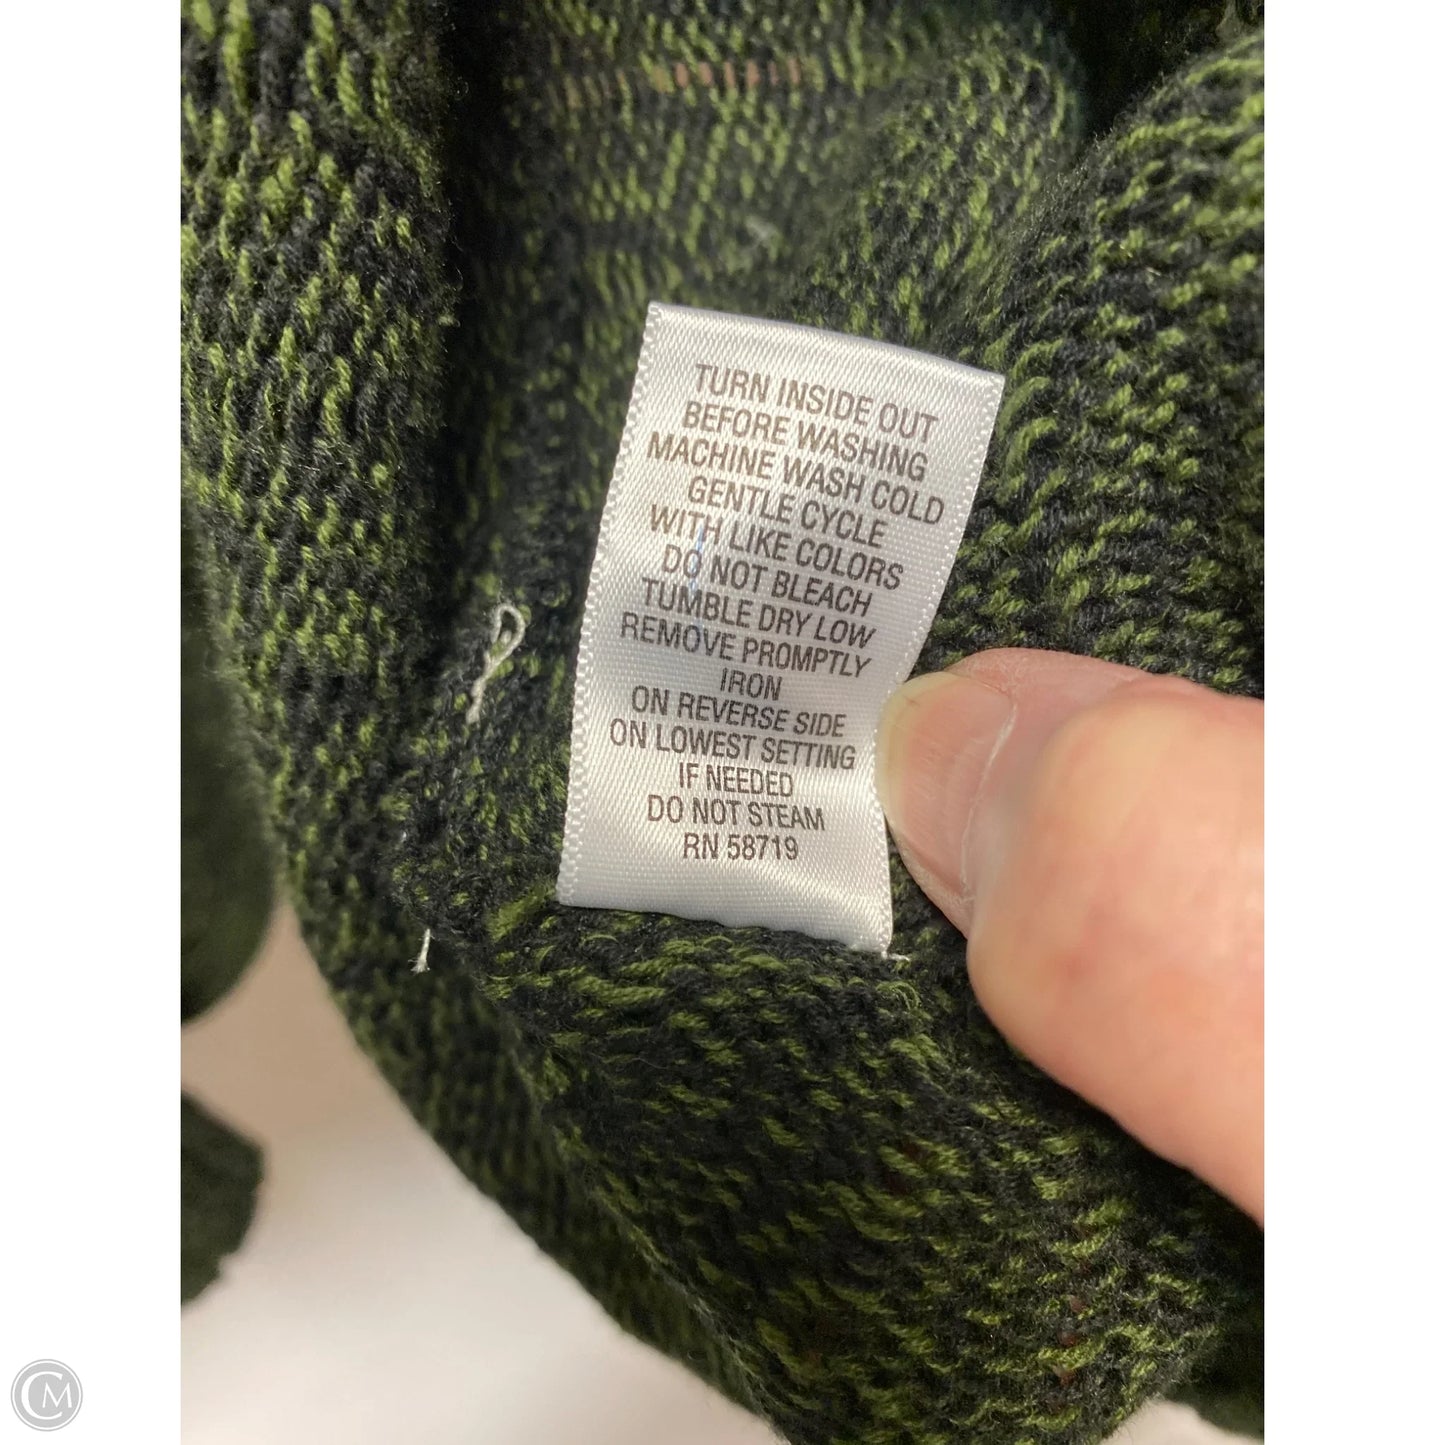 TURN INSIDE OUT
BEFORE WASHING
MACHINE WASH COLD
GENTLE CYCLE
WITH LIKE COLORS
DO NOT BLEACH
TUMBLE DRY LOW
REMOVE PROMPTLY
IRON
ON REVERSE SIDE
ON LOWEST SETTING
IF NEEDED
DO NOT STEAM
RN 58719
CM